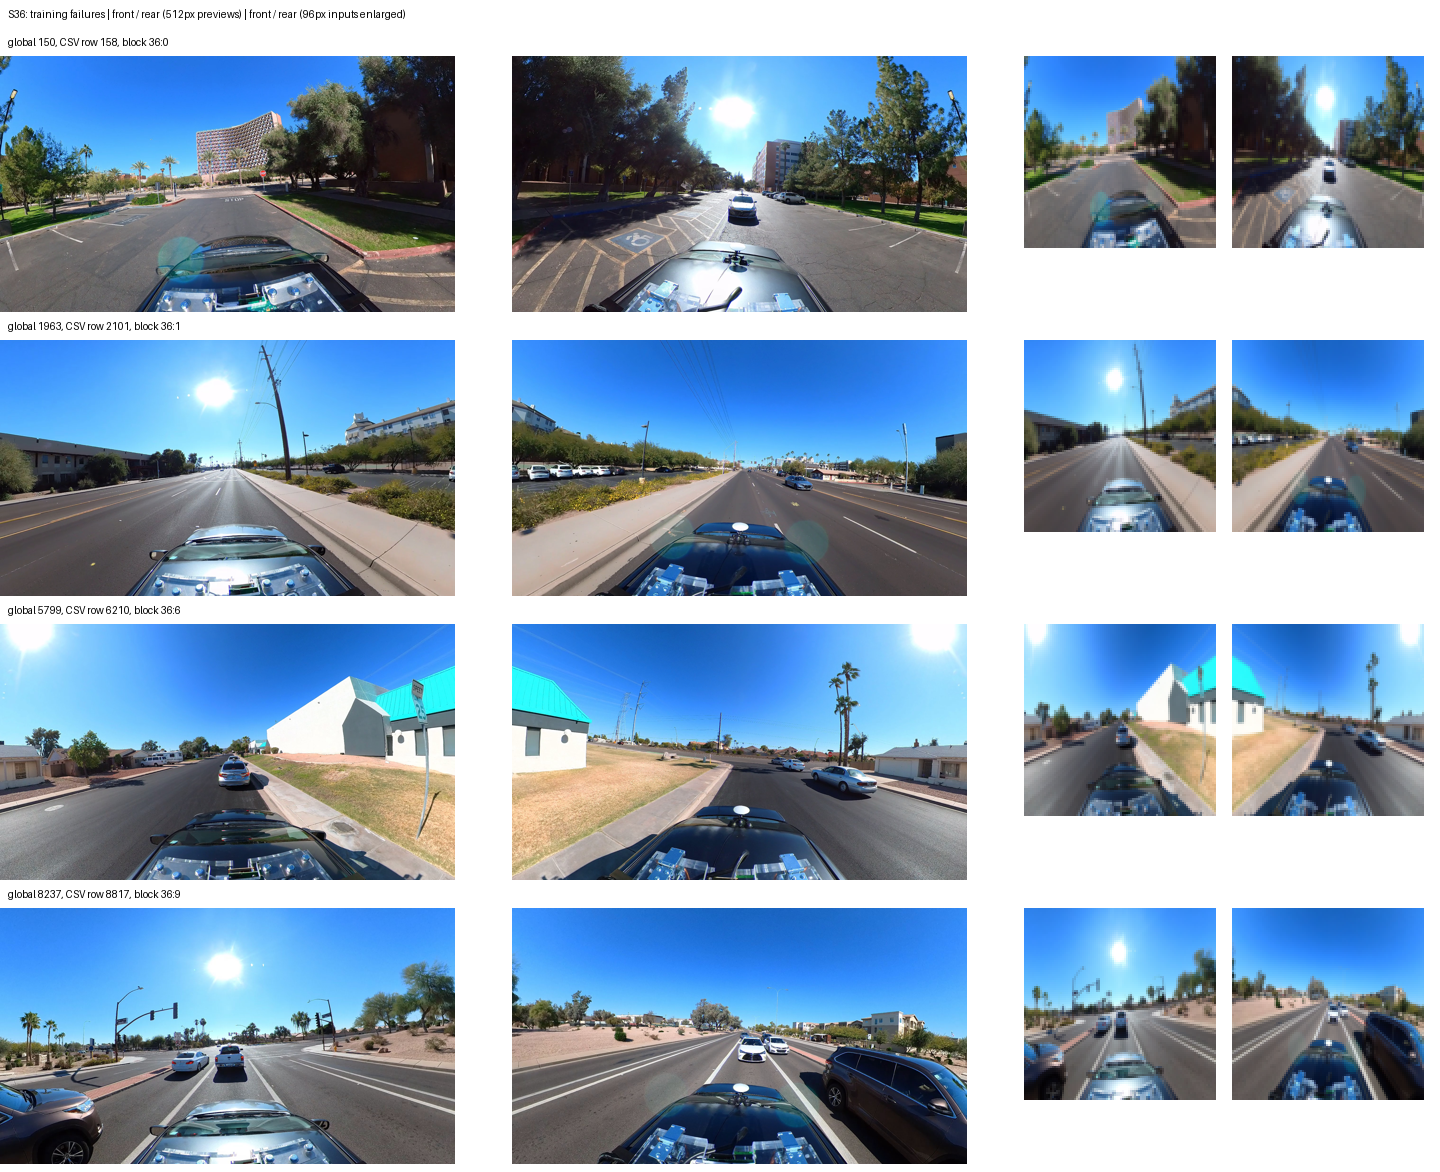 S36: training failures | front / rear (512px previews) | front / rear (96px inputs enlarged)
global 150, CSV row 158, block 36:0
STOP
global 1963, CSV row 2101, block 36:1
global 5799, CSV row 6210, block 36:6
global 8237, CSV row 8817, block 36:9